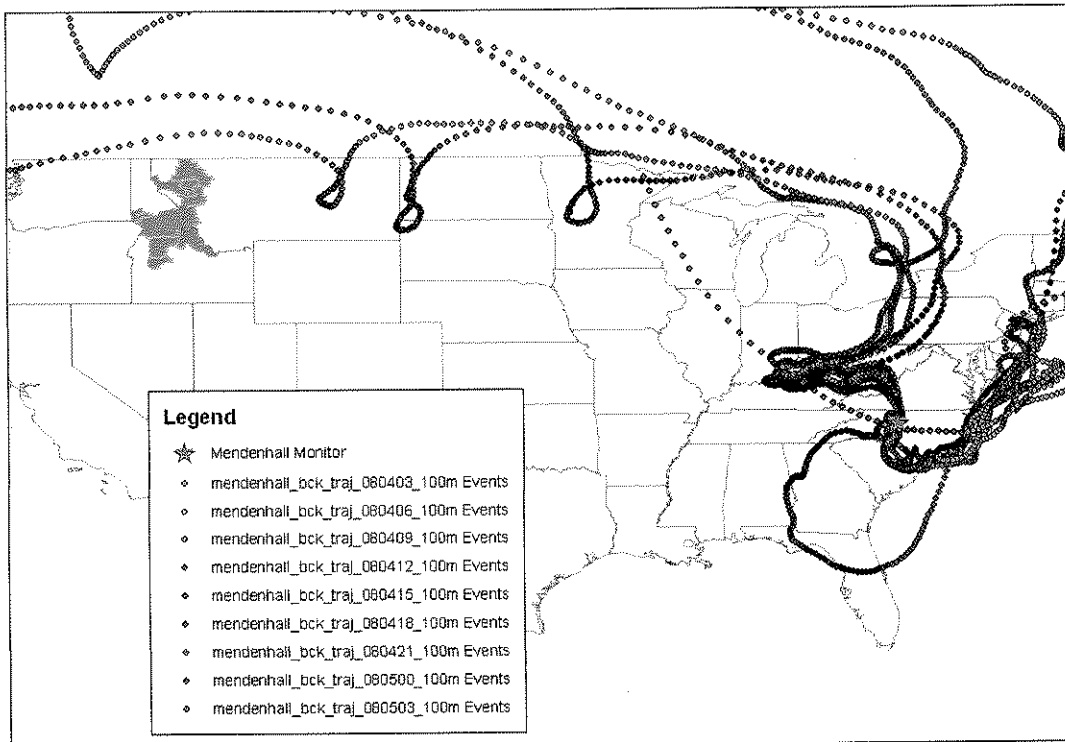 Legend
Mendenhall Monitor
mendenhall_bck_traj_080403_100m Events
mendenhall_bck_traj_080406_100m Events
mendenhall_bck_traj_080409_100m Events
mendenhall_bck_traj_080412_100m Events
mendenhall_bck_traj_080415_100m Events
mendenhall_bck_traj_080418_100m Events
mendenhall_bck_traj_080421_100m Events
mendenhall_bck_traj_080500_100m Events
mendenhall_bck_traj_080503_100m Events